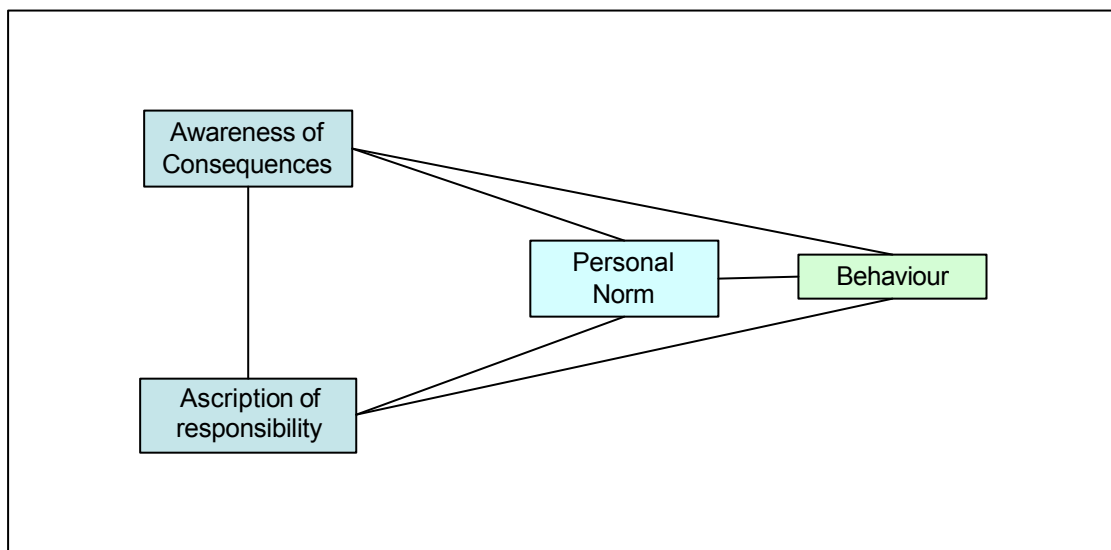 Awareness of
Consequences
Personal
Norm
Behaviour
Ascription of
responsibility